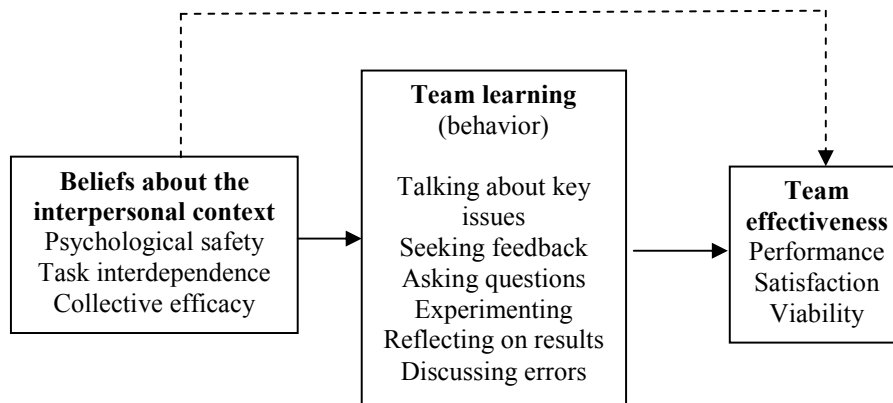 Beliefs about the
interpersonal context
Psychological safety
Task interdependence
Collective efficacy
Team learning
(behavior)
Talking about key
issues
Seeking feedback
Asking questions
Experimenting
Reflecting on results
Discussing errors
Team
effectiveness
Performance
Satisfaction
Viability